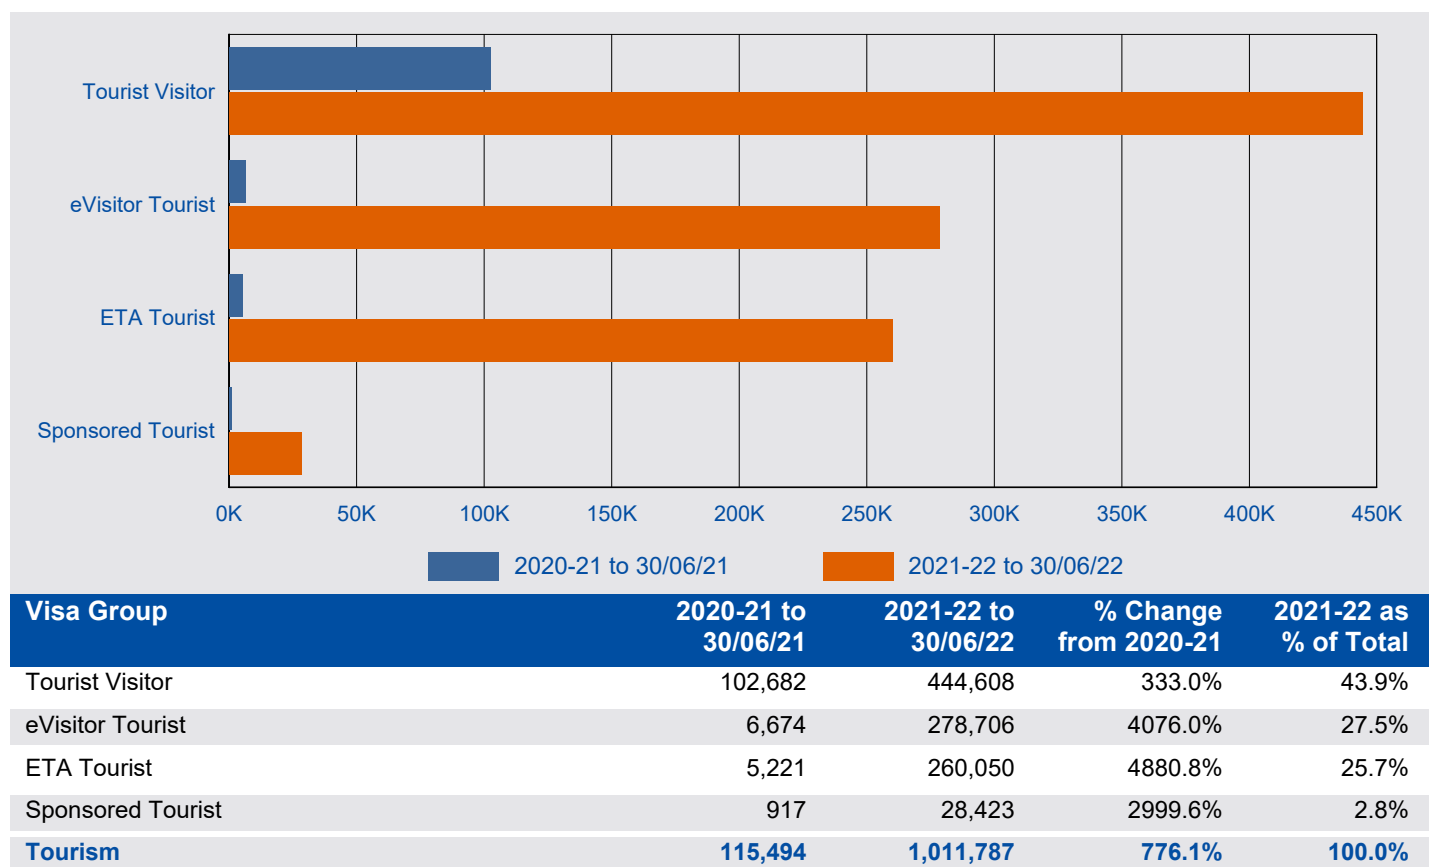 Tourist Visitor
eVisitor Tourist
ETA Tourist
Sponsored Tourist
0K 50K 100K 150K 200K 250K 300K 350K 400K 450K
2020-21 to 30/06/21 2021-22 to 30/06/22
Visa Group 2020-21 to 2021-22 to % Change 2021-22 as
30/06/21 30/06/22 from 2020-21 % of Total
Tourist Visitor 102,682 444,608 333.0% 43.9%
eVisitor Tourist 6,674 278,706 4076.0% 27.5%
ETA Tourist 5,221 260,050 4880.8% 25.7%
Sponsored Tourist 917 28,423 2999.6% 2.8%
Tourism 115,494 1,011,787 776.1% 100.0%